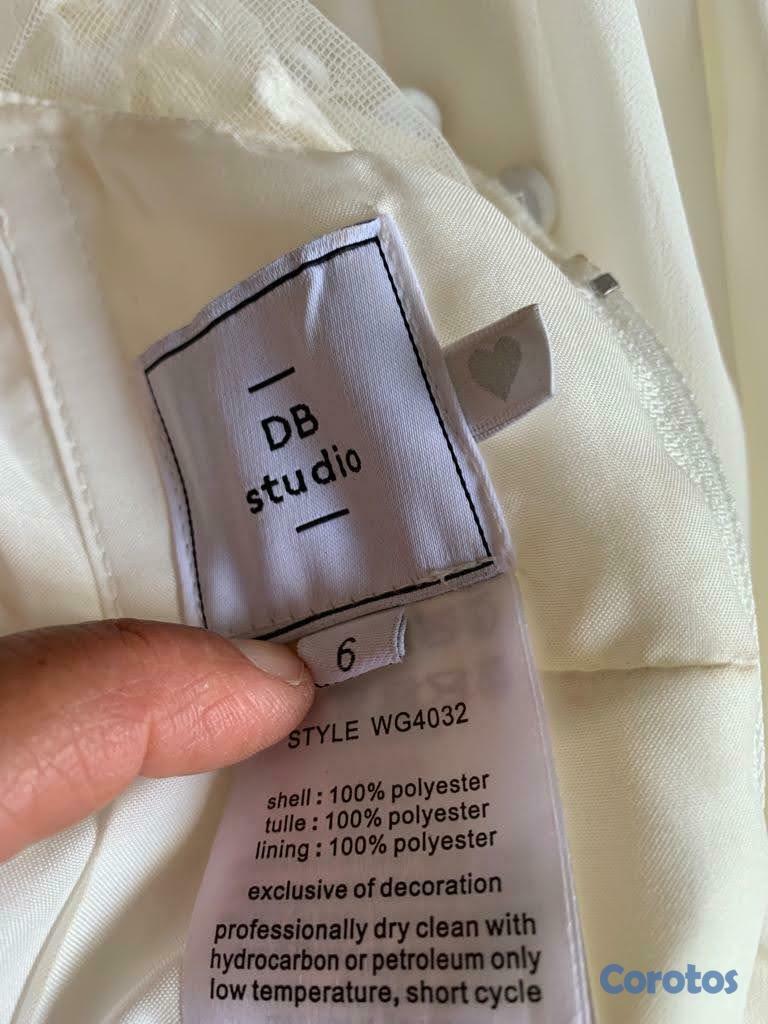 DB
studio
6
STYLE WG4032
shell : 100% polyester
tulle : 100% polyester
lining : 100% polyester
exclusive of decoration
professionally dry clean with
hydrocarbon or petroleum only
low temperature, short cycle
Corotos